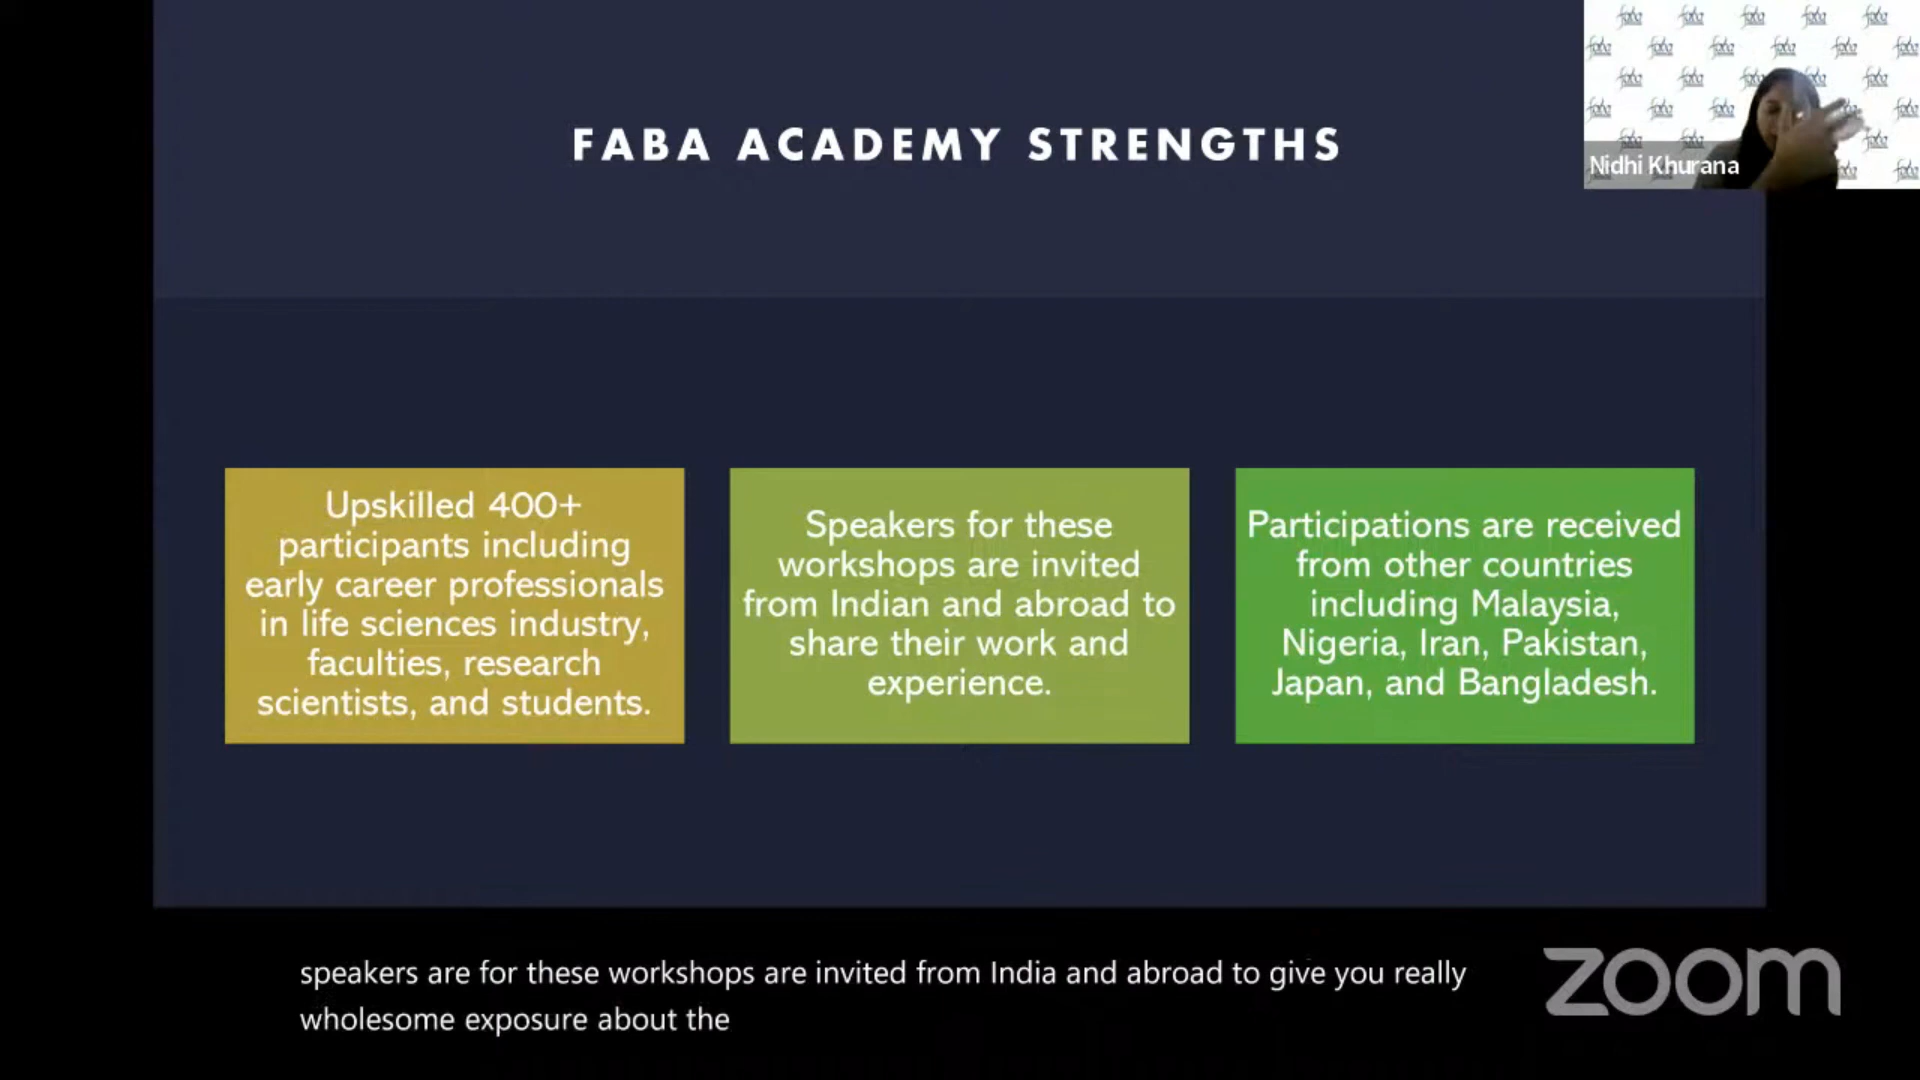 FABA ACADEMY STRENGTHS
Nidhi Khurana
Upskilled 400+
participants including
early career professionals
in life sciences industry,
faculties, research
scientists, and students.
Speakers for these
workshops are invited
from Indian and abroad to
share their work and
experience.
Participations are received
from other countries
including Malaysia,
Nigeria, Iran, Pakistan,
Japan, and Bangladesh.
speakers are for these workshops are invited from India and abroad to give you really
wholesome exposure about the
zoom